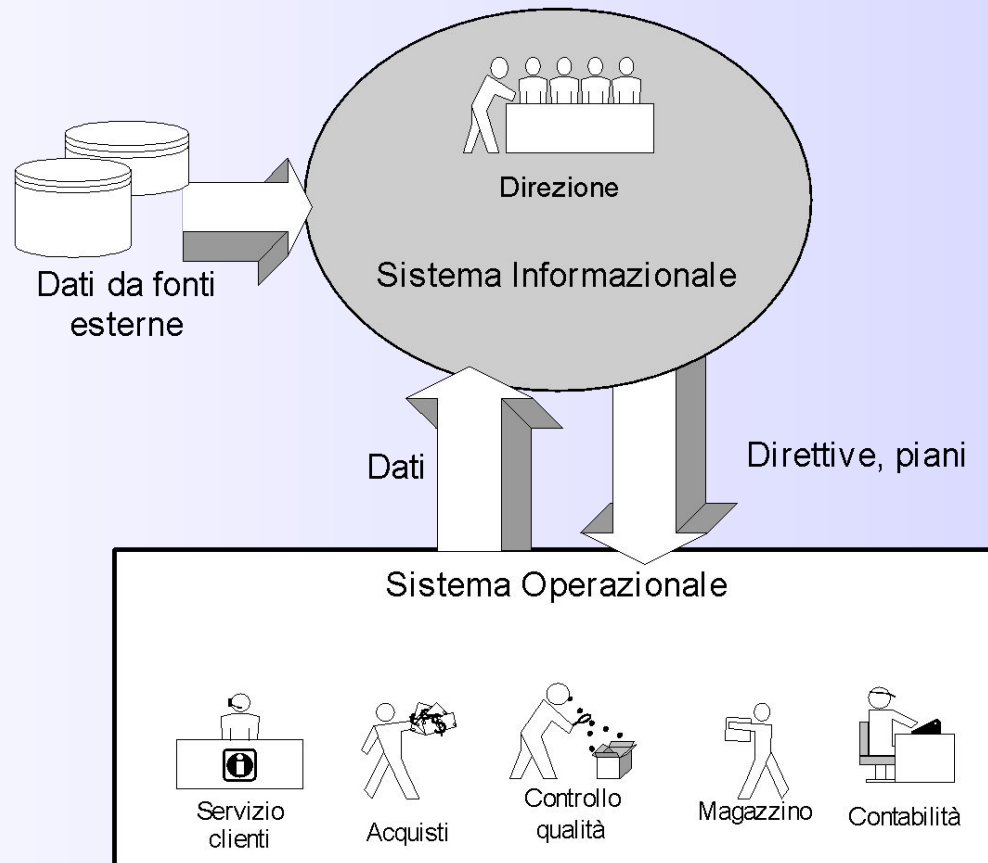 Direzione
Sistema Informazionale
Dati da fonti
esterne
Dati
Direttive, piani
Sistema Operazionale
Servizio
clienti
Acquisti
Controllo
qualità
Magazzino
Contabilità